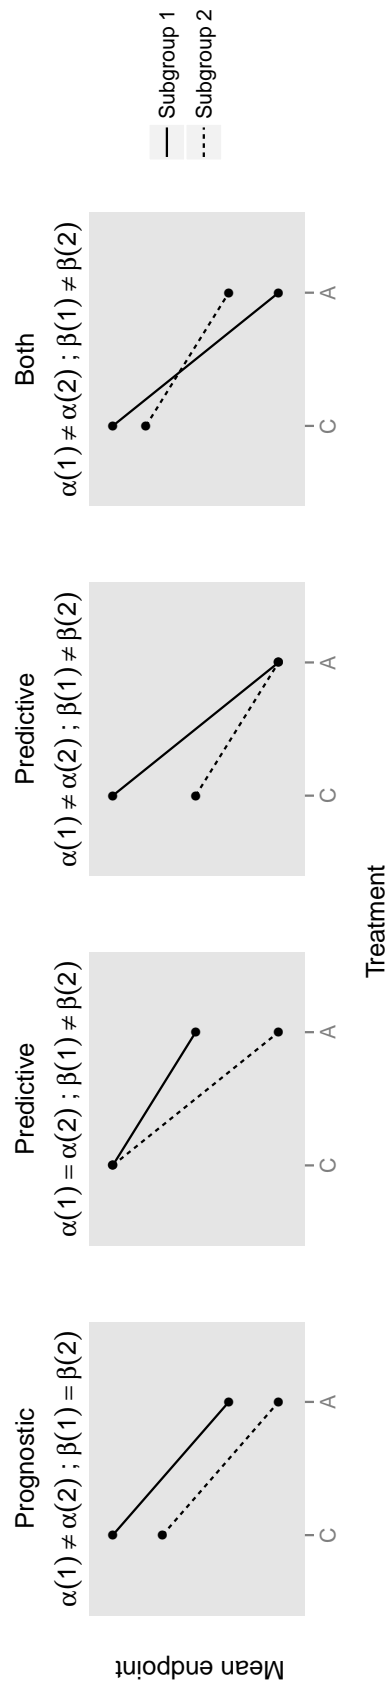 Prognostic
α(1) ≠ α(2) ; β(1) = β(2)
Predictive
α(1) = α(2) ; β(1) ≠ β(2)
Predictive
α(1) ≠ α(2) ; β(1) ≠ β(2)
Both
α(1) ≠ α(2) ; β(1) ≠ β(2)
Mean endpoint
C
A
C
A
C
A
C
A
Treatment
Subgroup 1
Subgroup 2